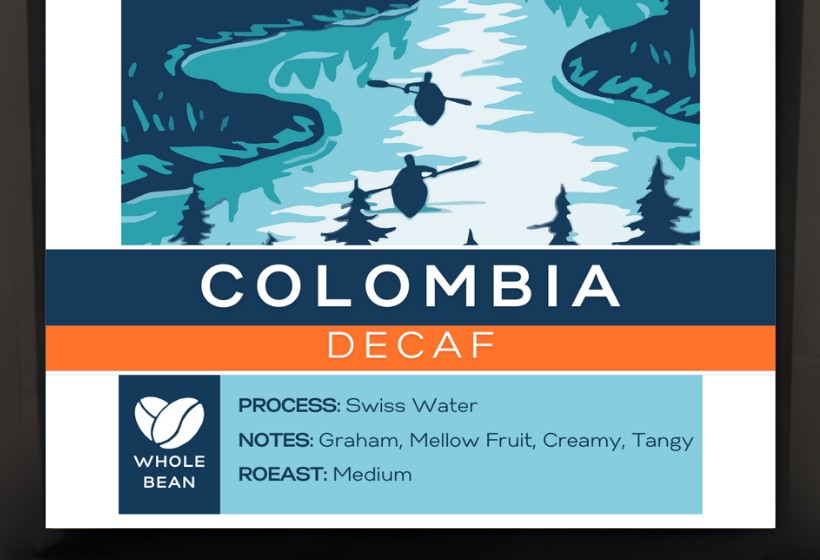 COLOMBIA
DECAF
WHOLE
BEAN
PROCESS: Swiss Water
NOTES: Graham, Mellow Fruit, Creamy, Tangy
ROEAST: Medium